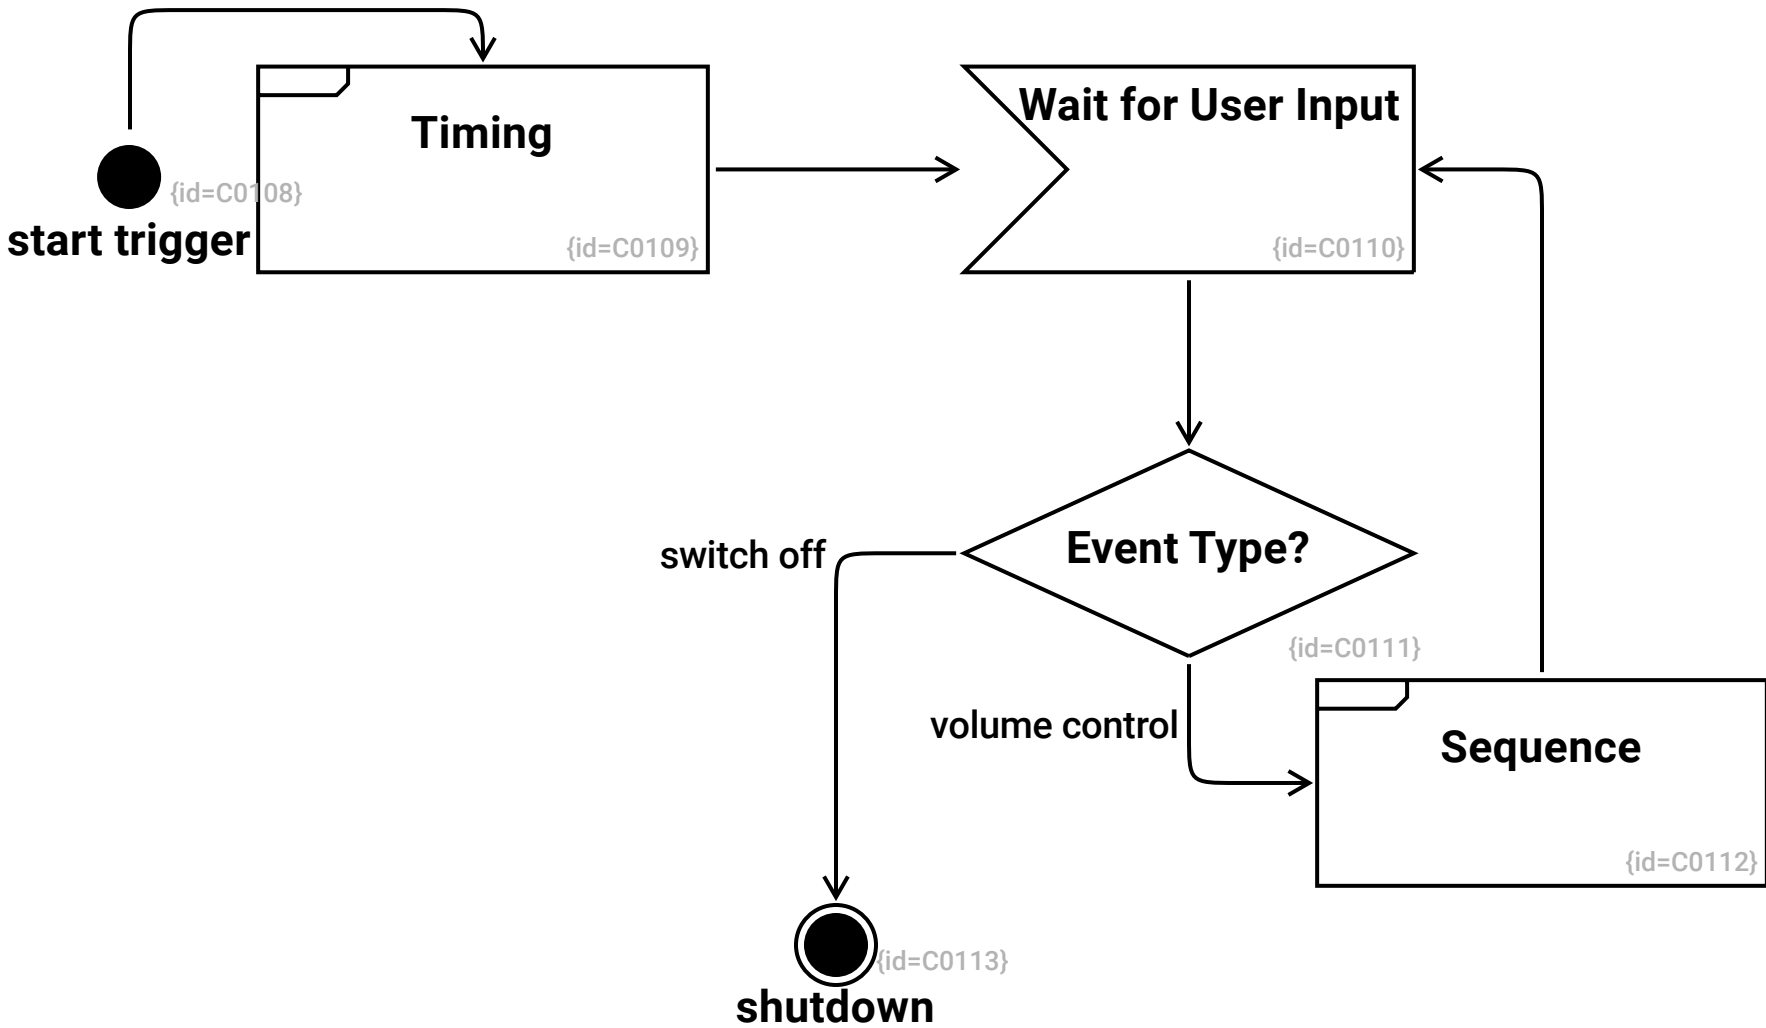 Timing
Wait for User Input
{id=C0108}
start trigger
{id=C0109}
{id=C0110}
Event Type?
switch off
{id=C0111}
volume control
Sequence
{id=C0112}
{id=C0113}
shutdown